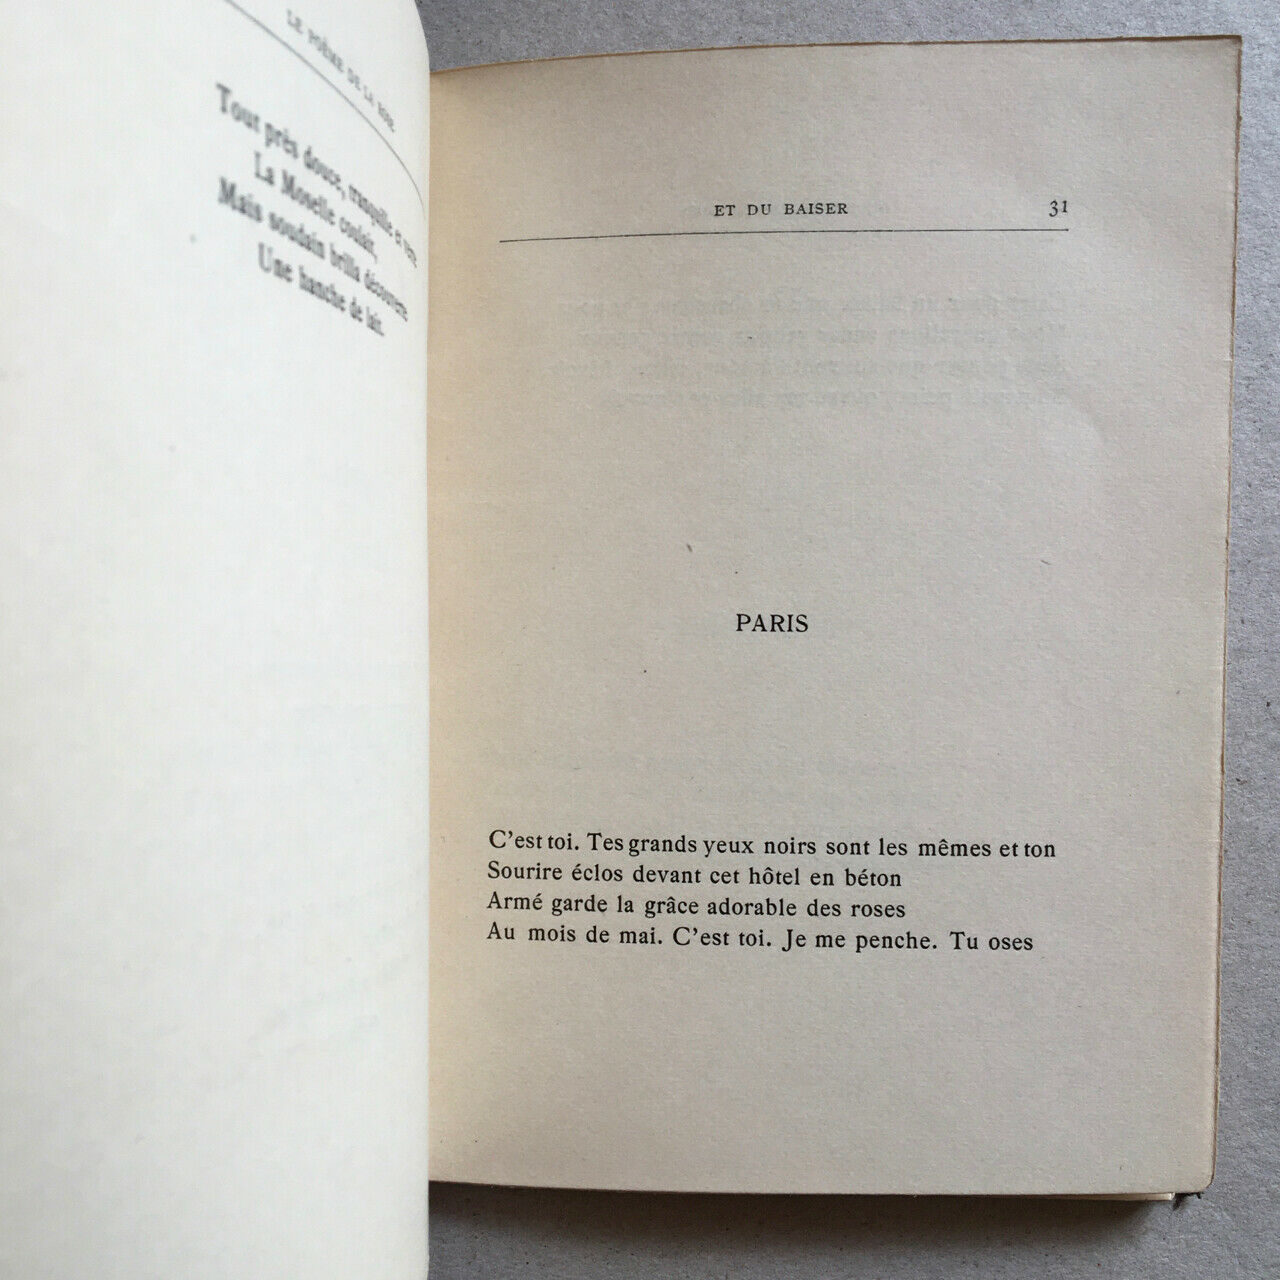 LE POÈME DE LA ROSE
Tout près douce, tranquille et verte
La Moselle coulait,
Mais soudain brilla découverte
Une hanche de lait.
ET DU BAISER 31
PARIS
C'est toi. Tes grands yeux noirs sont les mêmes et ton
Sourire éclos devant cet hôtel en béton
Armé garde la grâce adorable des roses
Au mois de mai. C'est toi. Je me penche. Tu oses